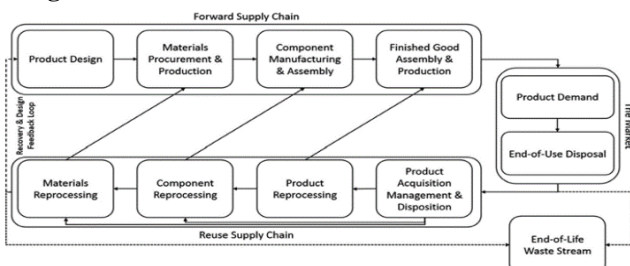 Forward Supply Chain
Product Design
Materials
Procurement &
Production
Component
Manufacturing
& Assembly
Finished Good
Assembly &
Production
Product Demand
End-of-Use Disposal
The Market
Recovery & Design
Feedback Loop
Materials
Reprocessing
Component
Reprocessing
Product
Reprocessing
Product
Acquisition
Management &
Disposition
Reuse Supply Chain
End-of-Life
Waste Stream